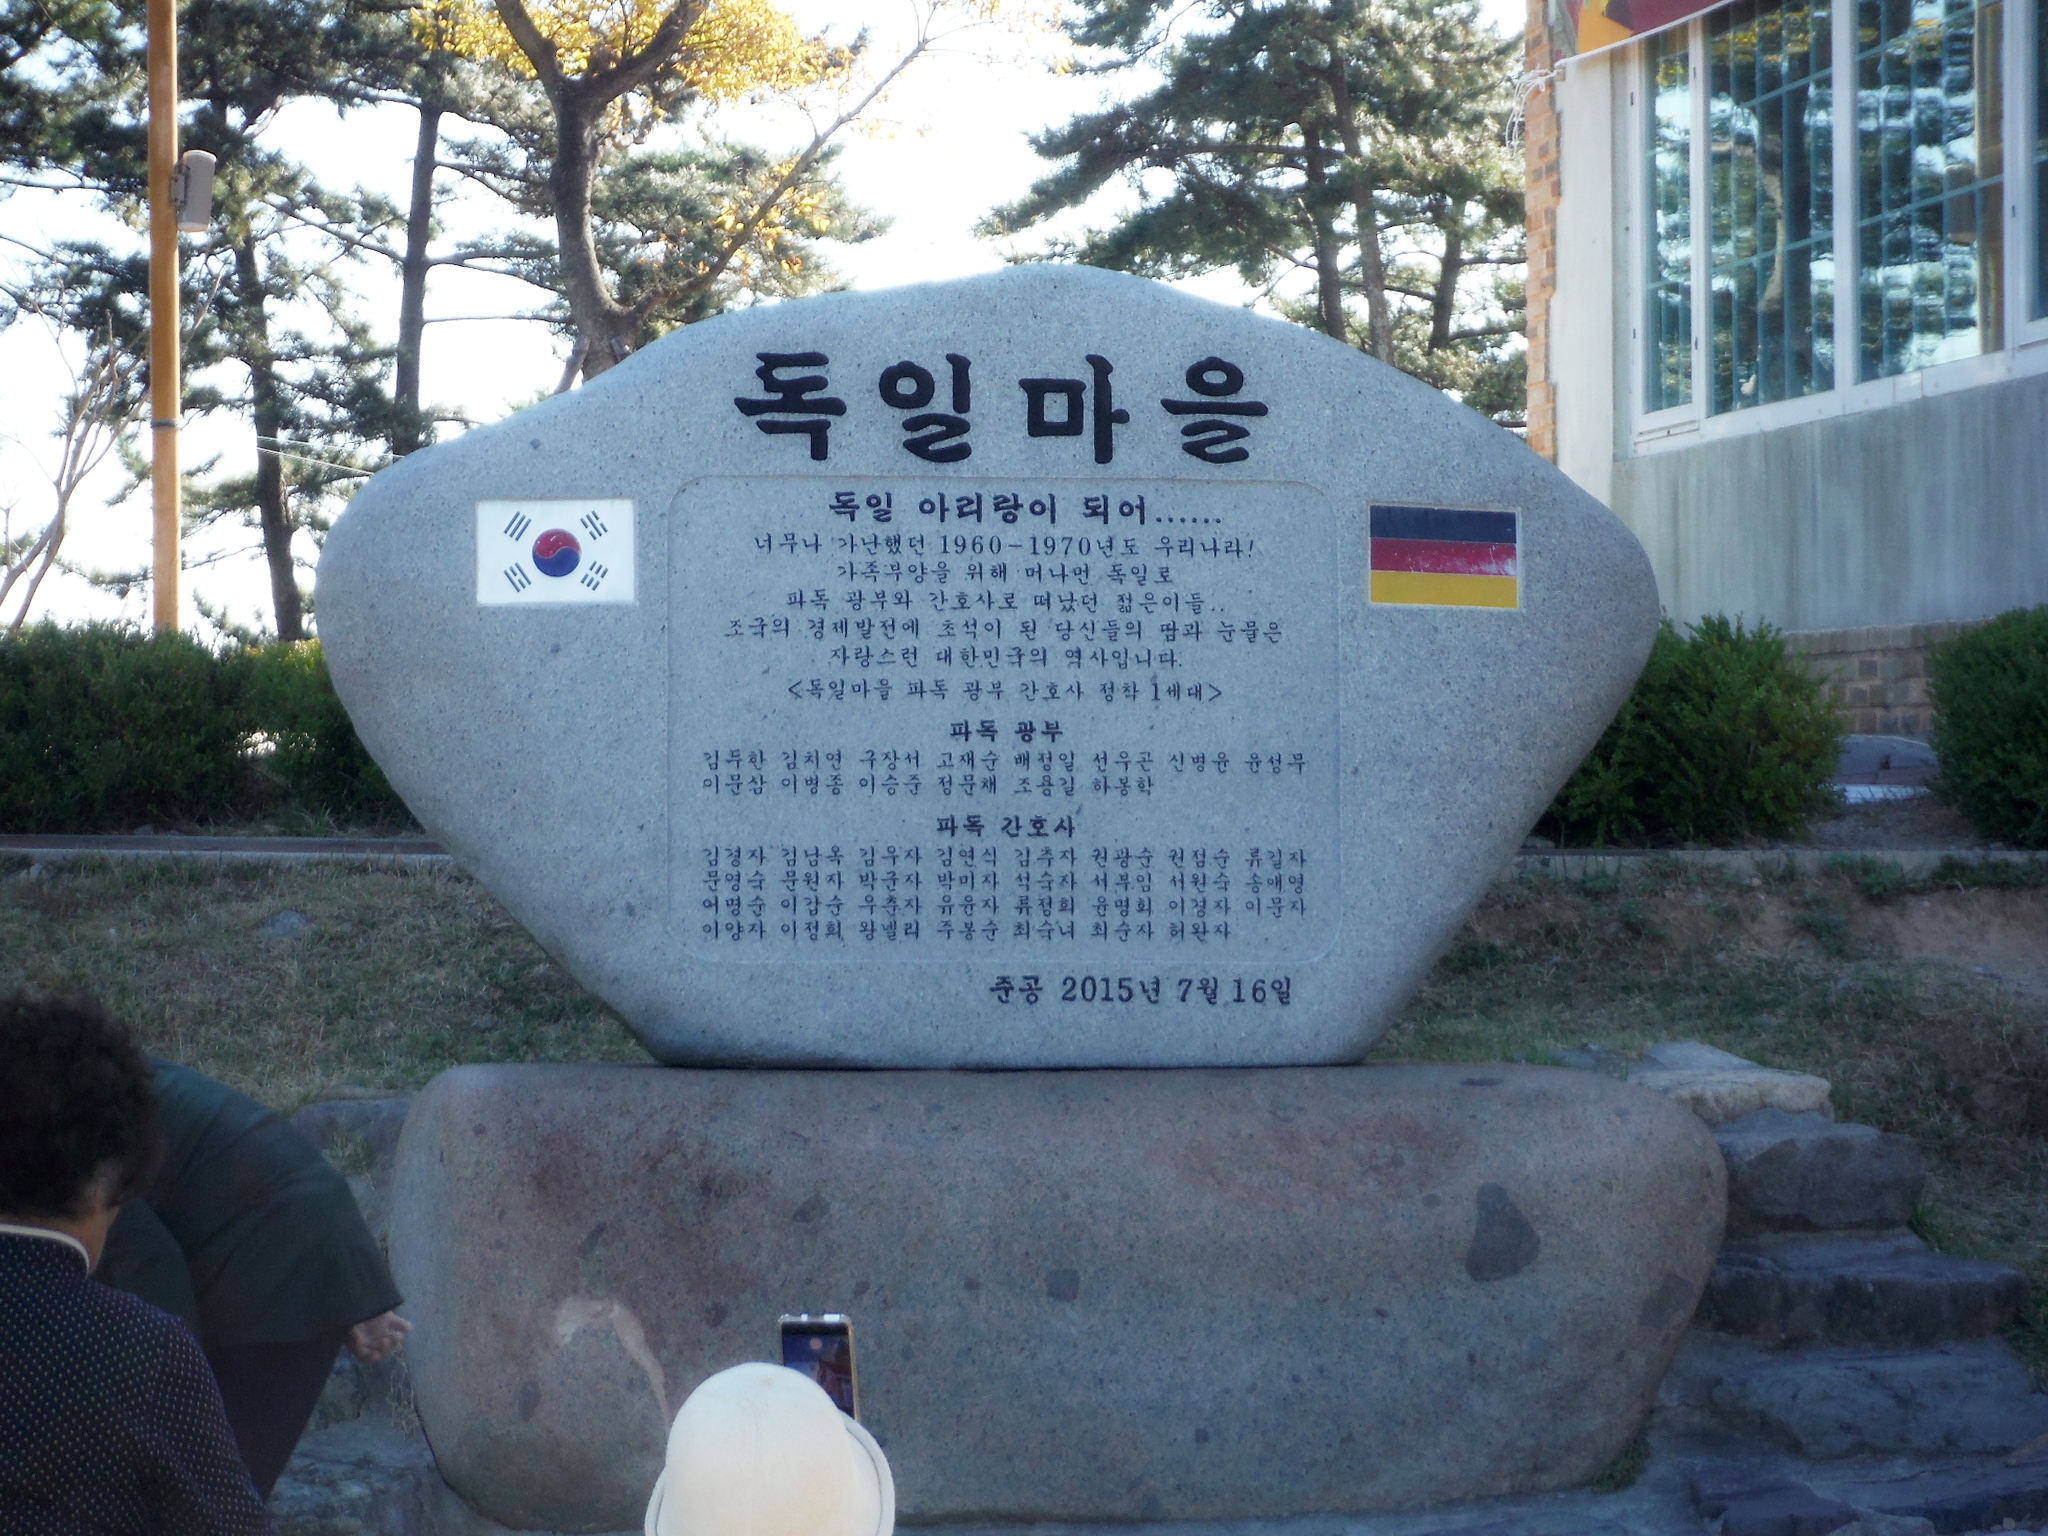 독일마을
독일 아리랑이 되어......
너무나 가난했던 1960-1970년도 우리나라!
가족부양을 위해 머나먼 독일로
파독 광부와 간호사로 떠났던 젊은이들..
조국의 경제발전에 초석이 된 당신들의 땀과 눈물은
자랑스런 대한민국의 역사입니다.
<독일마을 파독 광부 간호사 정착 1세대>
파독 광부
김두한 김치연 구장서 고재순 배정일 선우곤 신병윤 윤성무
이문삼 이병종 이승준 정문채 조용길 하봉학
파독 간호사
김경자 김남옥 김우자 김연식 김추자 권광순 권점순 류길자
문영숙 문원자 박군자 박미자 석숙자 서부임 서원숙 송애영
어명순 이갑순 우춘자 유윤자 류정희 윤명희 이경자 이문자
이양자 이정희 왕밸리 주봉순 최숙녀 최순자 허완자
준공 2015년 7월 16일